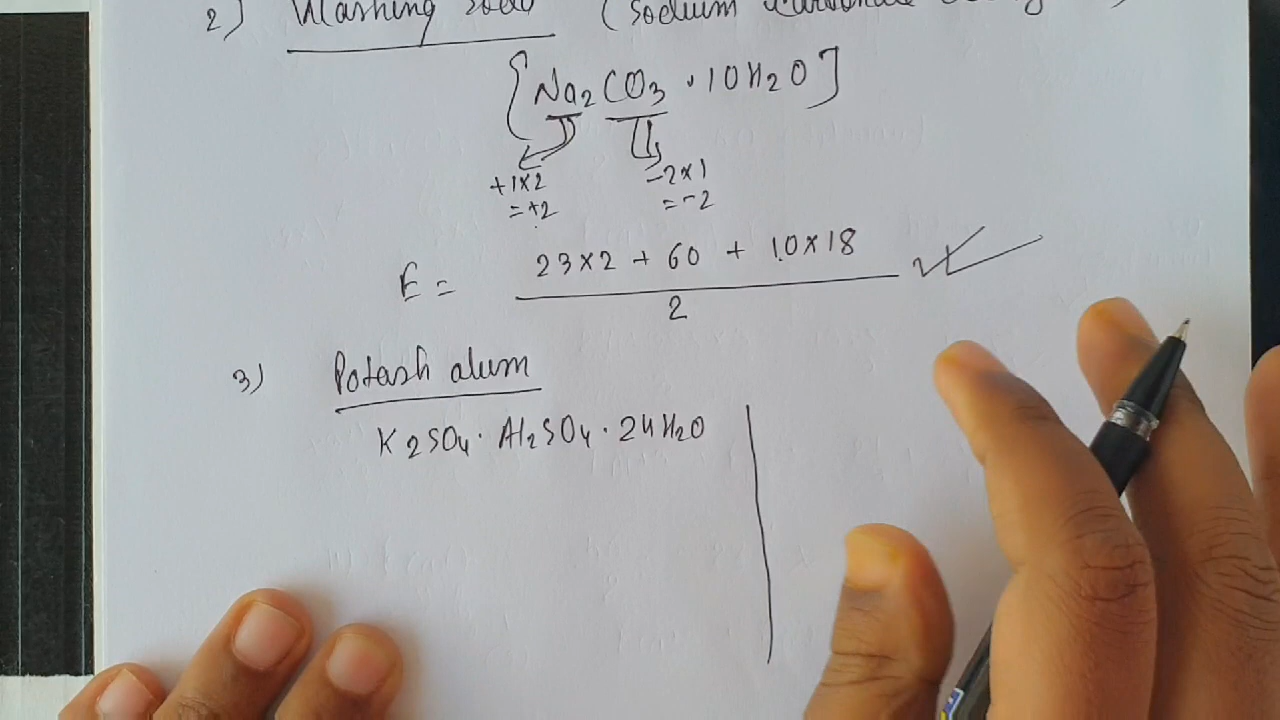 2) Washing soda (Sodium
[Na2CO3 · 10H2O]
+1×2 -2×1
=+2 =-2
E = 23×2 + 60 + 10×18
2
3) Potash alum
K2SO4 · Al2SO4 · 24H2O